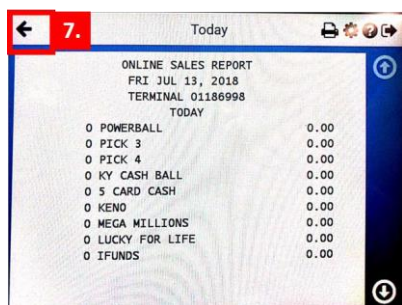 7. Today
ONLINE SALES REPORT
FRI JUL 13, 2018
TERMINAL 01186998
TODAY
0 POWERBALL 0.00
0 PICK 3 0.00
0 PICK 4 0.00
0 KY CASH BALL 0.00
0 5 CARD CASH 0.00
0 KENO 0.00
0 MEGA MILLIONS 0.00
0 LUCKY FOR LIFE 0.00
0 IFUNDS 0.00